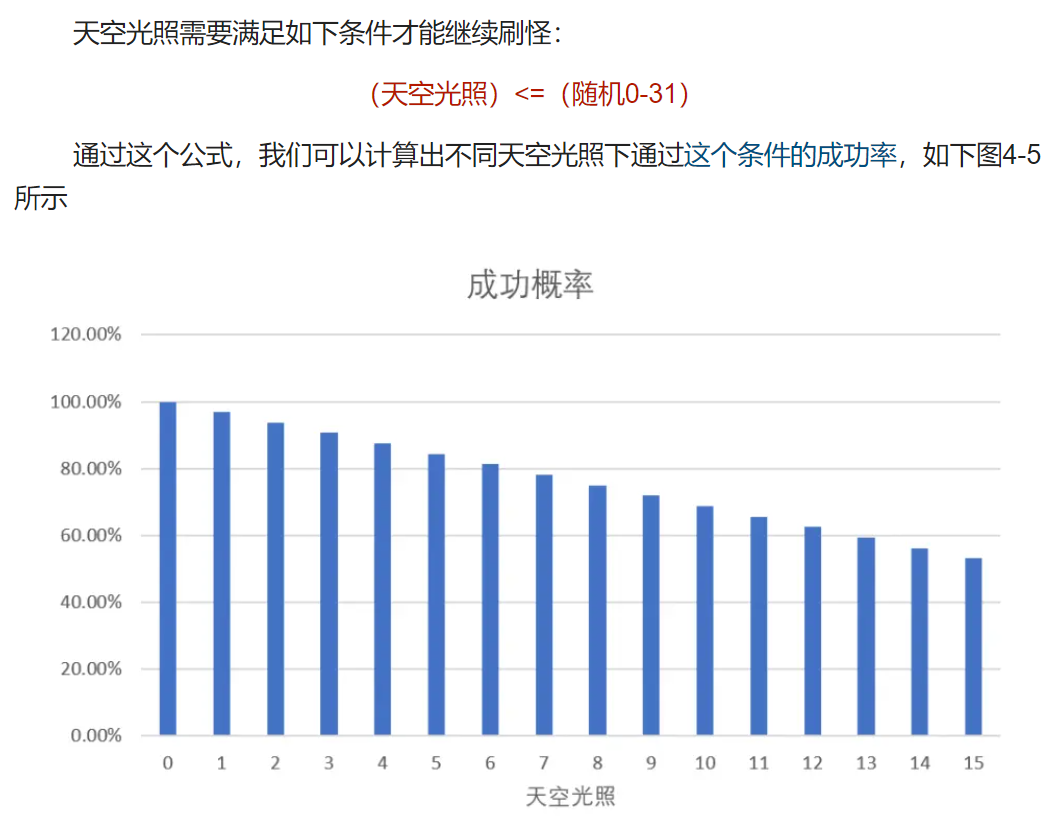 天空光照需要满足如下条件才能继续刷怪：
（天空光照）<=（随机0-31）
通过这个公式，我们可以计算出不同天空光照下通过这个条件的成功率，如下图4-5
所示
成功概率
120.00%
100.00%
80.00%
60.00%
40.00%
20.00%
0.00%
0 1 2 3 4 5 6 7 8 9 10 11 12 13 14 15
天空光照